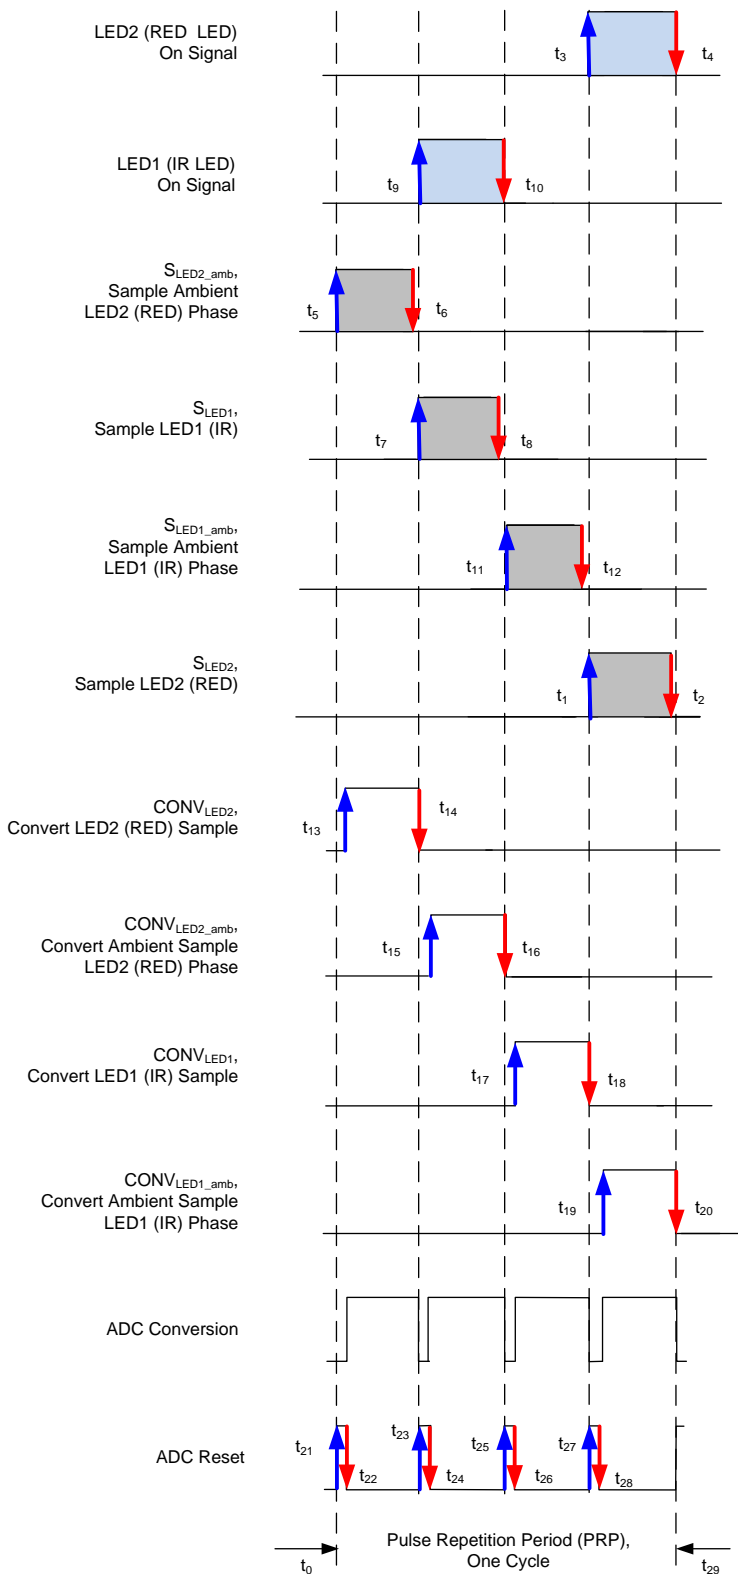 LED2 (RED LED)
On Signal
t3
t4
LED1 (IR LED)
On Signal
t9
t10
SLED2_amb,
Sample Ambient
LED2 (RED) Phase
t5
t6
SLED1,
Sample LED1 (IR)
t7
t8
SLED1_amb,
Sample Ambient
LED1 (IR) Phase
t11
t12
SLED2,
Sample LED2 (RED)
t1
t2
CONVLED2,
Convert LED2 (RED) Sample
t13
t14
CONVLED2_amb,
Convert Ambient Sample
LED2 (RED) Phase
t15
t16
CONVLED1,
Convert LED1 (IR) Sample
t17
t18
CONVLED1_amb,
Convert Ambient Sample
LED1 (IR) Phase
t19
t20
ADC Conversion
ADC Reset
t21
t22
t23
t24
t25
t26
t27
t28
Pulse Repetition Period (PRP),
One Cycle
t0
t29